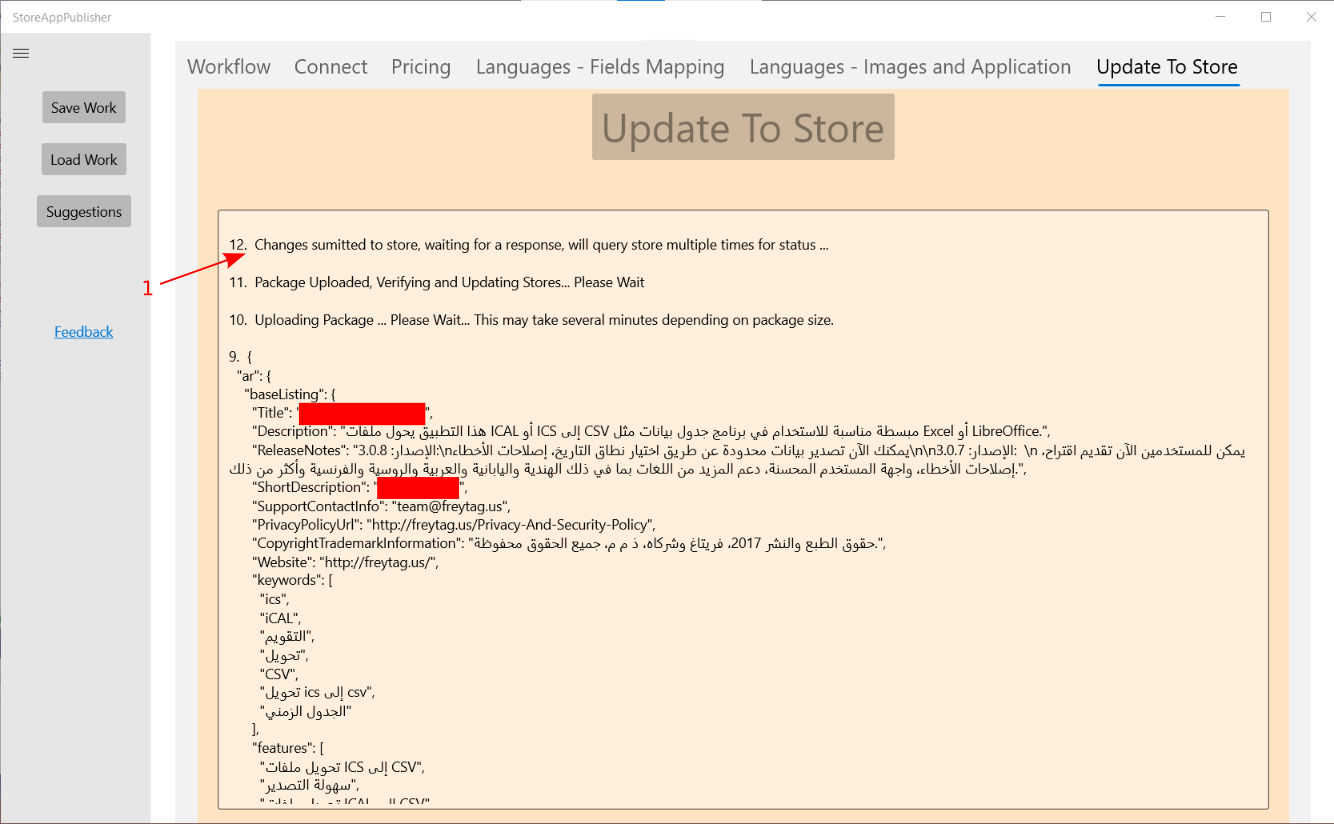 StoreAppPublisher
Workflow Connect Pricing Languages - Fields Mapping Languages - Images and Application Update To Store
Save Work
Load Work
Suggestions
Feedback
Update To Store
1
12. Changes sumitted to store, waiting for a response, will query store multiple times for status ...
11. Package Uploaded, Verifying and Updating Stores... Please Wait
10. Uploading Package ... Please Wait... This may take several minutes depending on package size.
9. {
"ar": {
"baseListing": {
"Title": "",
"Description": "هذا التطبيق يحول ملفات ICAL أو ICS إلى CSV مبسطة مناسبة للاستخدام في برنامج جدول بيانات مثل Excel أو LibreOffice.",
"ReleaseNotes": "3.0.8 الإصدار:\nيمكنك الآن تصدير بيانات محدودة عن طريق اختيار نطاق التاريخ، إصلاحات الأخطاء\n\n3.0.7 الإصدار: \n يمكن للمستخدمين الآن تقديم اقتراح،
إصلاحات الأخطاء، واجهة المستخدم المحسنة، دعم المزيد من اللغات بما في ذلك الهندية واليابانية والعربية والروسية والفرنسية وأكثر من ذلك.",
"ShortDescription": "",
"SupportContactInfo": "team@freytag.us",
"PrivacyPolicyUrl": "http://freytag.us/Privacy-And-Security-Policy",
"CopyrightTrademarkInformation": "حقوق الطبع والنشر 2017، فريتاغ وشركاه، ذ م م، جميع الحقوق محفوظة.",
"Website": "http://freytag.us/",
"keywords": [
"ics",
"iCAL",
"التقويم",
"تحويل",
"CSV",
"تحويل ics إلى csv",
"الجدول الزمني"
],
"features": [
"تحويل ملفات ICS إلى CSV",
"سهولة التصدير",
"تحويل ملفات ICAL إلى CSV"